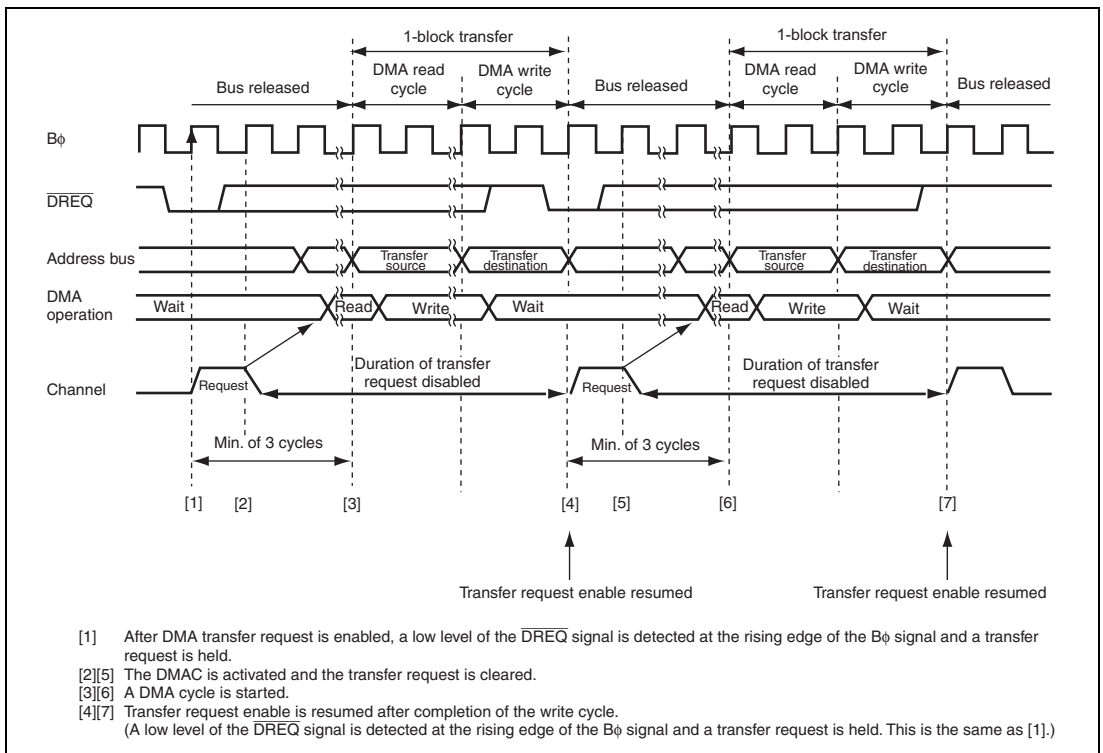 1-block transfer 1-block transfer
Bus released DMA read cycle DMA write cycle Bus released DMA read cycle DMA write cycle Bus released
Bφ
DREQ
Address bus Transfer source Transfer destination Transfer source Transfer destination
DMA operation Wait Read Write Wait Read Write Wait
Channel Request Duration of transfer request disabled Request Duration of transfer request disabled
Min. of 3 cycles Min. of 3 cycles
[1] [2] [3] [4] [5] [6] [7]
Transfer request enable resumed Transfer request enable resumed
[1] After DMA transfer request is enabled, a low level of the DREQ signal is detected at the rising edge of the Bφ signal and a transfer
request is held.
[2][5] The DMAC is activated and the transfer request is cleared.
[3][6] A DMA cycle is started.
[4][7] Transfer request enable is resumed after completion of the write cycle.
(A low level of the DREQ signal is detected at the rising edge of the Bφ signal and a transfer request is held. This is the same as [1].)